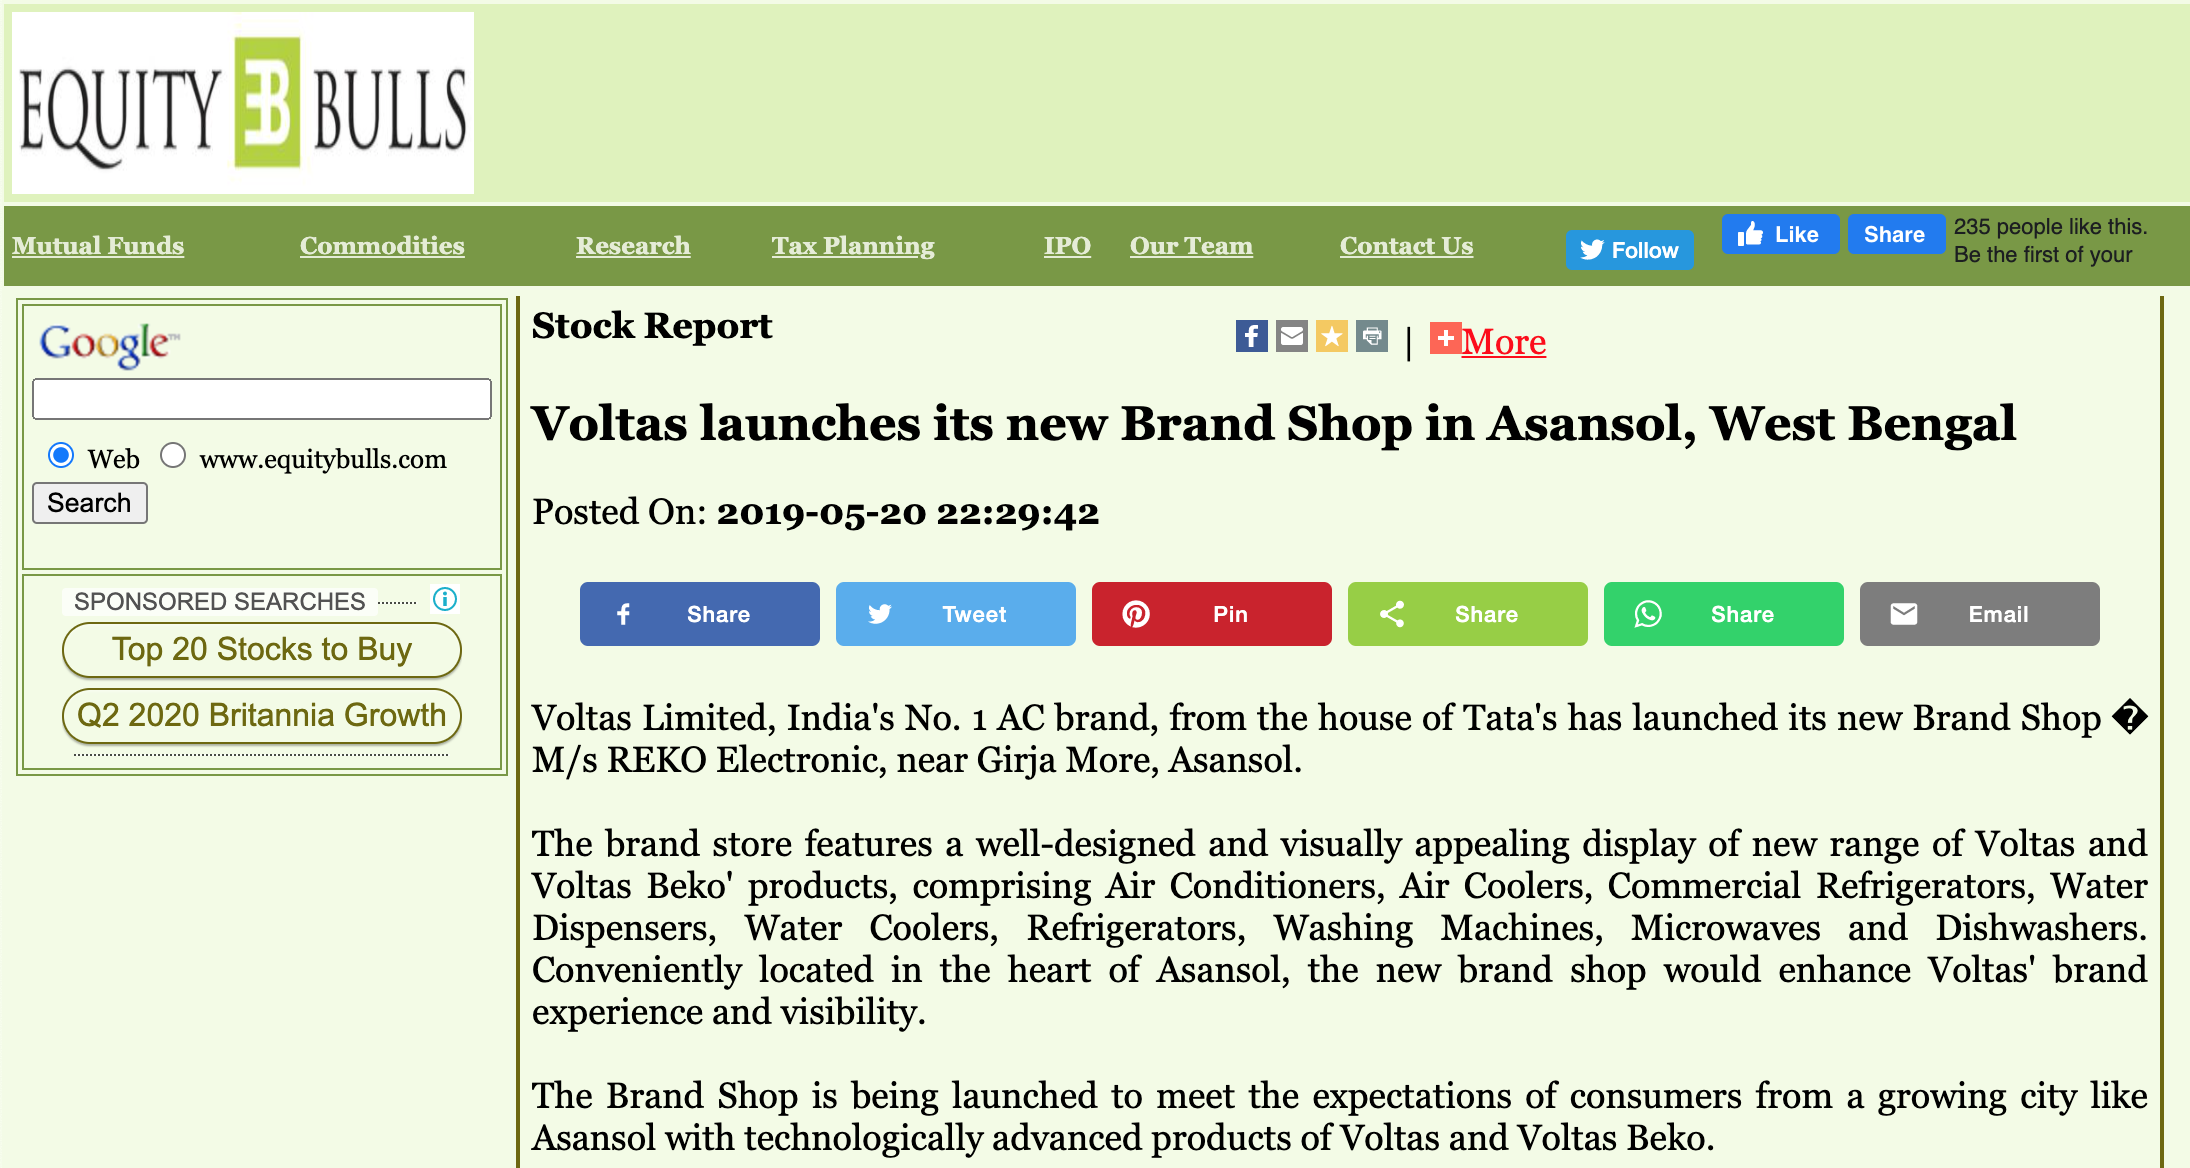 EQUITY B BULLS
Mutual Funds Commodities Research Tax Planning IPO Our Team Contact Us Follow Like Share 235 people like this.
Be the first of your
Google™
Web www.equitybulls.com
Search
SPONSORED SEARCHES
Top 20 Stocks to Buy
Q2 2020 Britannia Growth
Stock Report | More
Voltas launches its new Brand Shop in Asansol, West Bengal
Posted On: 2019-05-20 22:29:42
Share Tweet Pin Share Share Email
Voltas Limited, India's No. 1 AC brand, from the house of Tata's has launched its new Brand Shop �
M/s REKO Electronic, near Girja More, Asansol.
The brand store features a well-designed and visually appealing display of new range of Voltas and
Voltas Beko' products, comprising Air Conditioners, Air Coolers, Commercial Refrigerators, Water
Dispensers, Water Coolers, Refrigerators, Washing Machines, Microwaves and Dishwashers.
Conveniently located in the heart of Asansol, the new brand shop would enhance Voltas' brand
experience and visibility.
The Brand Shop is being launched to meet the expectations of consumers from a growing city like
Asansol with technologically advanced products of Voltas and Voltas Beko.